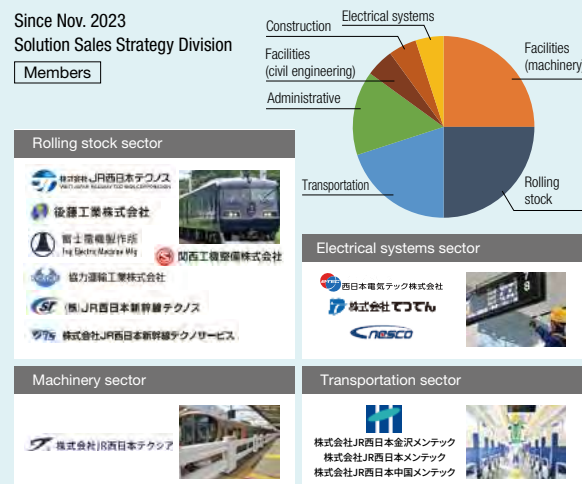 Since Nov. 2023
Solution Sales Strategy Division
Members
Electrical systems
Construction
Facilities
(civil engineering)
Administrative
Transportation
Facilities
(machinery)
Rolling
stock
Rolling stock sector
株式会社JR西日本テクノス
後藤工業株式会社
富士電機製作所
関西工機整備株式会社
協力運輸工業株式会社
(株)JR西日本新幹線テクノス
株式会社JR西日本新幹線テクノサービス
Electrical systems sector
西日本電気テック株式会社
株式会社てつでん
nesco
Machinery sector
株式会社JR西日本テクシア
Transportation sector
株式会社JR西日本金沢メンテック
株式会社JR西日本メンテック
株式会社JR西日本中国メンテック